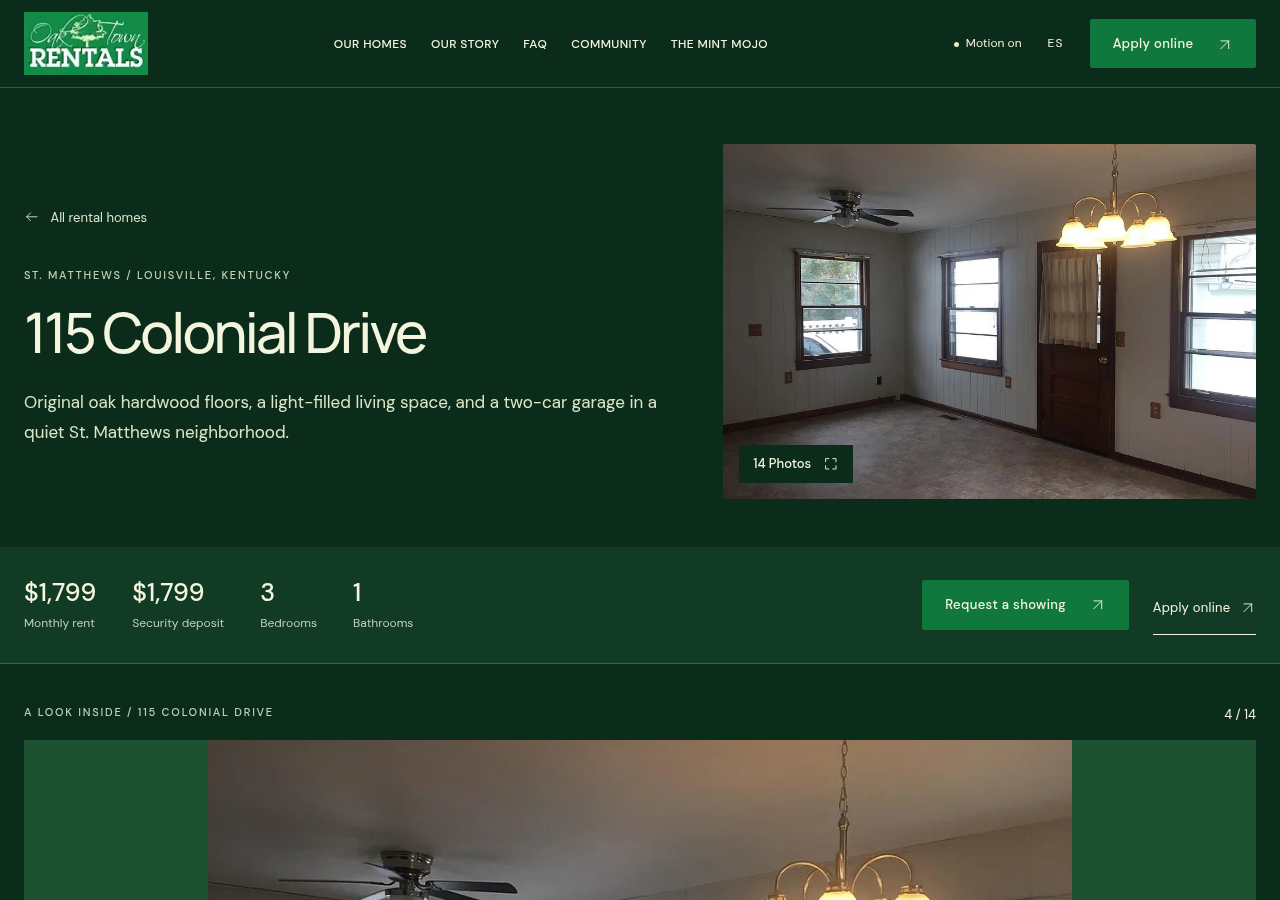 Oak Town
RENTALS
OUR HOMES
OUR STORY
FAQ
COMMUNITY
THE MINT MOJO
Motion on
ES
Apply online
All rental homes
ST. MATTHEWS / LOUISVILLE, KENTUCKY
115 Colonial Drive
Original oak hardwood floors, a light-filled living space, and a two-car garage in a
quiet St. Matthews neighborhood.
14 Photos
$1,799
Monthly rent
$1,799
Security deposit
3
Bedrooms
1
Bathrooms
Request a showing
Apply online
A LOOK INSIDE / 115 COLONIAL DRIVE
4 / 14